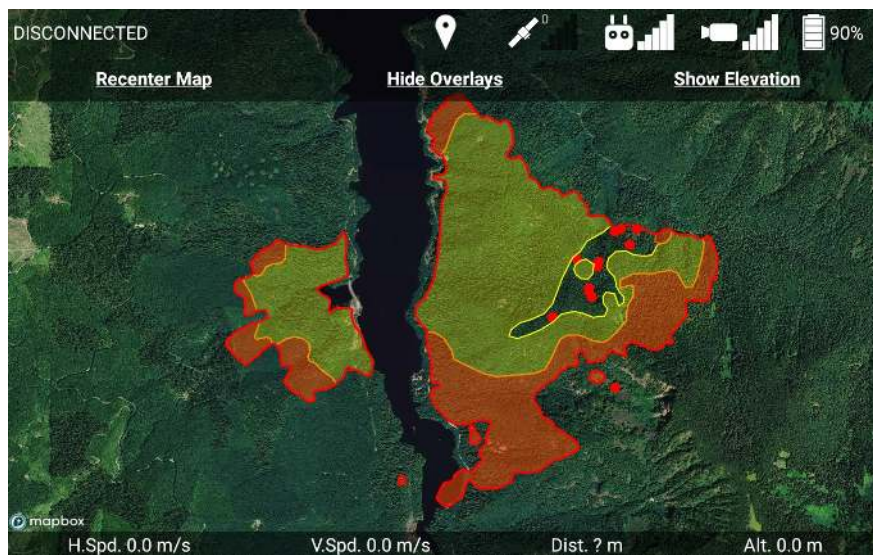 DISCONNECTED
0
90%
Recenter Map
Hide Overlays
Show Elevation
mapbox
H.Spd. 0.0 m/s
V.Spd. 0.0 m/s
Dist. ? m
Alt. 0.0 m